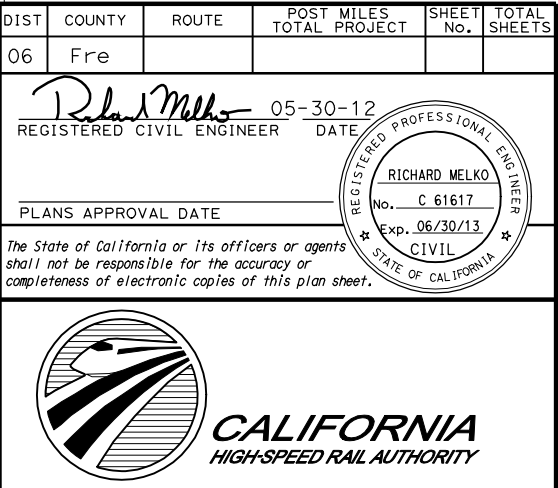 DIST COUNTY ROUTE POST MILES TOTAL PROJECT SHEET No. TOTAL SHEETS
06 Fre
Richard Melko 05-30-12
REGISTERED CIVIL ENGINEER DATE
PLANS APPROVAL DATE
REGISTERED PROFESSIONAL ENGINEER
RICHARD MELKO
No. C 61617
Exp. 06/30/13
CIVIL
STATE OF CALIFORNIA
The State of California or its officers or agents
shall not be responsible for the accuracy or
completeness of electronic copies of this plan sheet.
CALIFORNIA
HIGH-SPEED RAIL AUTHORITY